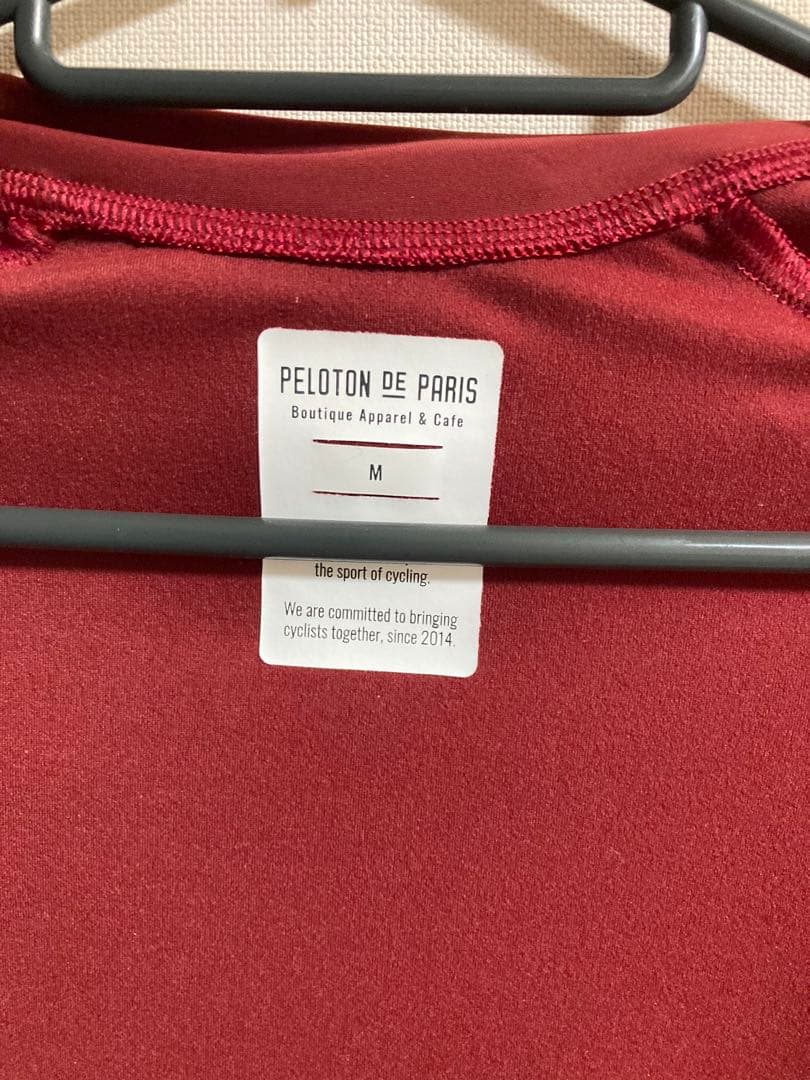 PELOTON DE PARIS
Boutique Apparel & Cafe
M
the sport of cycling.
We are committed to bringing
cyclists together, since 2014.